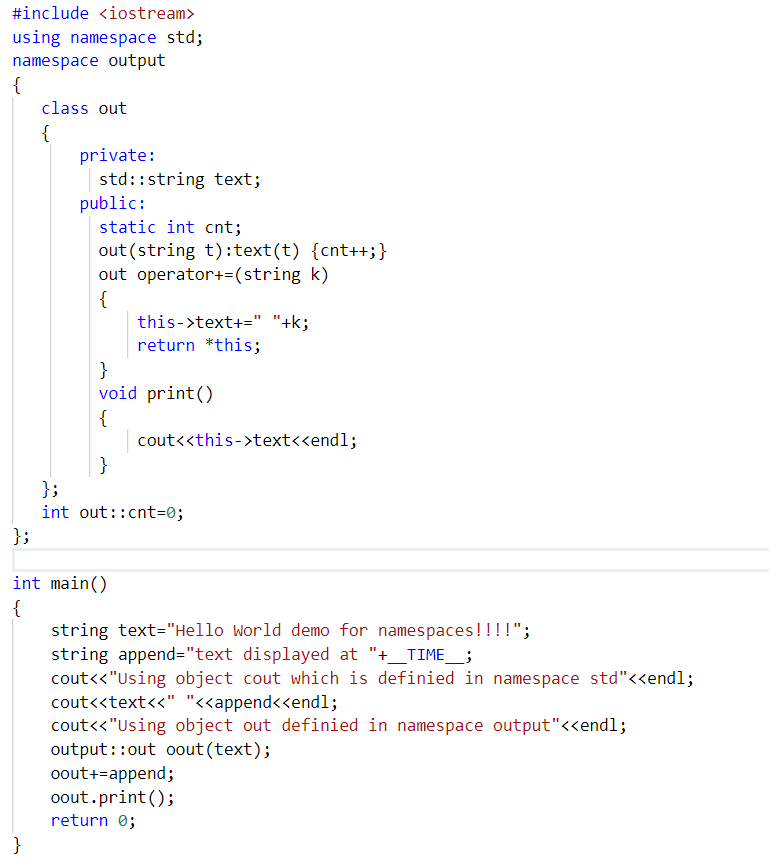 #include <iostream>
using namespace std;
namespace output
{
   class out
   {
       private:
         std::string text;
       public:
         static int cnt;
         out(string t):text(t) {cnt++;}
         out operator+=(string k)
         {
             this->text+=" "+k;
             return *this;
         }
         void print()
         {
             cout<<this->text<<endl;
         }
   };
   int out::cnt=0;
};
int main()
{
    string text="Hello World demo for namespaces!!!!";
    string append="text displayed at "+__TIME__;
    cout<<"Using object cout which is definied in namespace std"<<endl;
    cout<<text<<" "<<append<<endl;
    cout<<"Using object out definied in namespace output"<<endl;
    output::out oout(text);
    oout+=append;
    oout.print();
    return 0;
}